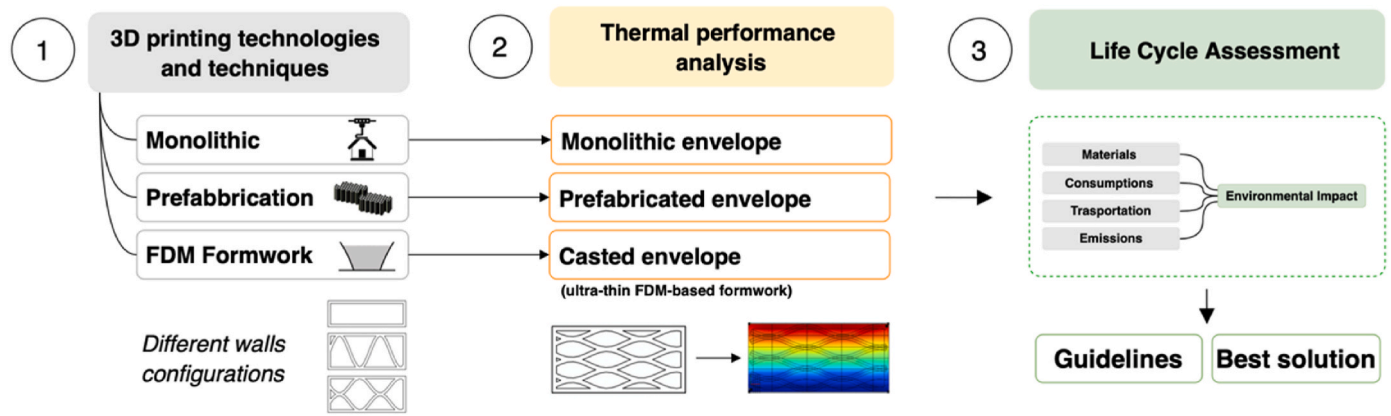 1
3D printing technologies
and techniques
Monolithic
Prefabbrication
FDM Formwork
Different walls
configurations
2
Thermal performance
analysis
Monolithic envelope
Prefabricated envelope
Casted envelope
(ultra-thin FDM-based formwork)
3
Life Cycle Assessment
Materials
Consumptions
Trasportation
Emissions
Environmental Impact
Guidelines
Best solution